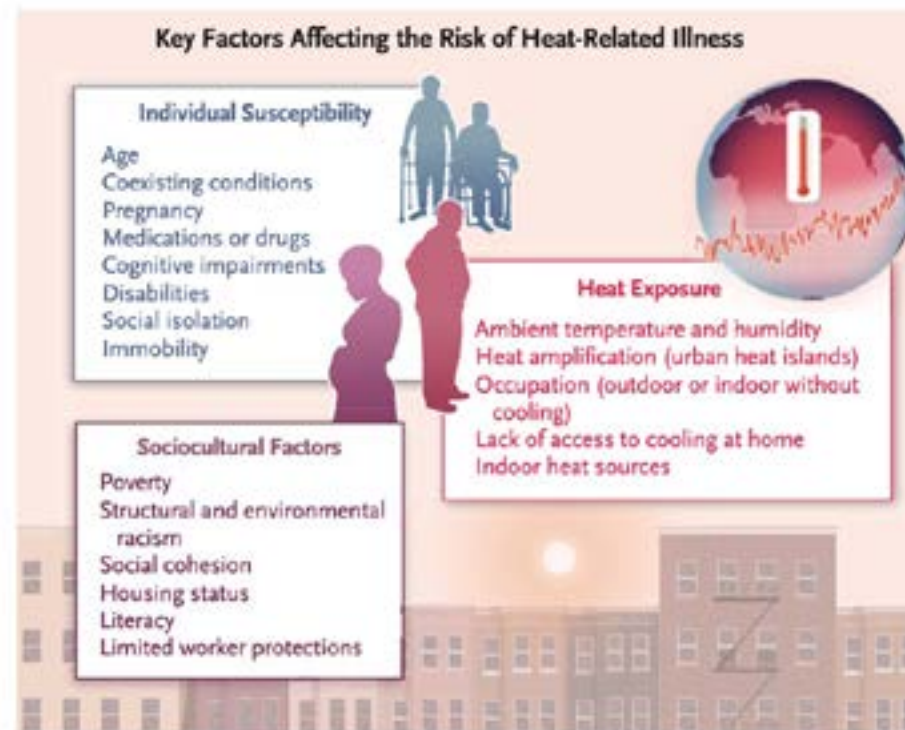 Key Factors Affecting the Risk of Heat-Related Illness
Individual Susceptibility
Age
Coexisting conditions
Pregnancy
Medications or drugs
Cognitive impairments
Disabilities
Social isolation
Immobility
Heat Exposure
Ambient temperature and humidity
Heat amplification (urban heat islands)
Occupation (outdoor or indoor without
cooling)
Lack of access to cooling at home
Indoor heat sources
Sociocultural Factors
Poverty
Structural and environmental
racism
Social cohesion
Housing status
Literacy
Limited worker protections